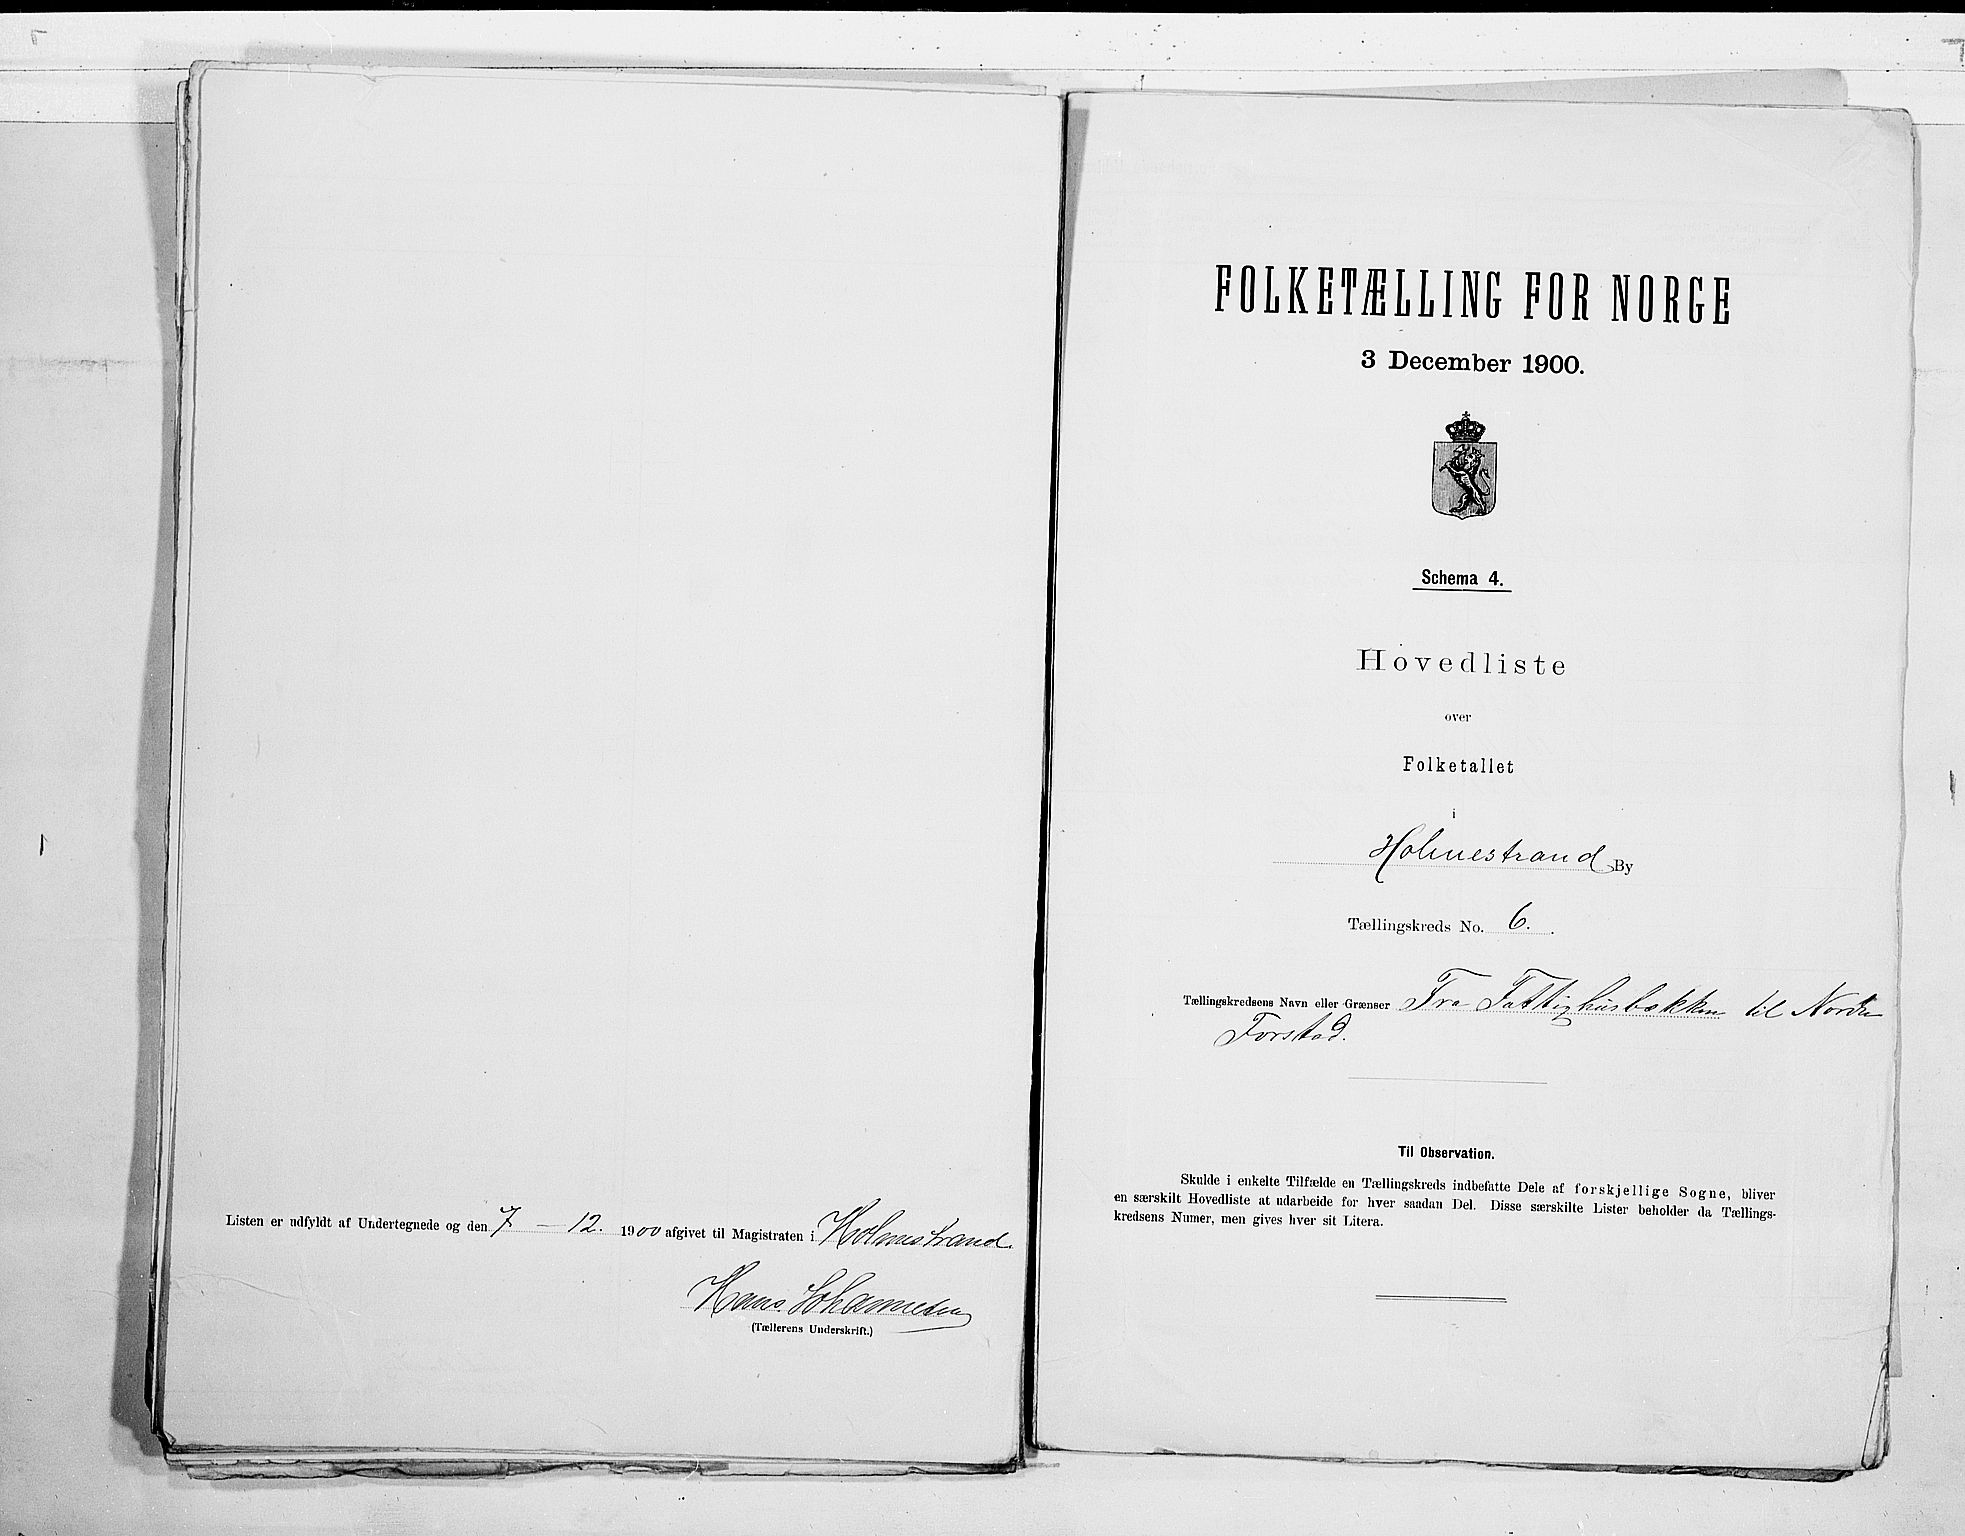 Listen er udfyldt af Undertegnede og den 7 – 12. 1900 afgivet til Magistraten i Holmestrand.
Hans Johannesen
(Tællerens Underskrift.)
FOLKETÆLLING FOR NORGE
3 December 1900.
Schema 4.
Hovedliste
over
Folketallet
i
Holmestrand By
Tællingskreds No. 6.
Tællingskredsens Navn eller Grænser Fra Fattighusbækken til Nordre
Forstad.
Til Observation.
Skulde i enkelte Tilfælde en Tællingskreds indbefatte Dele af forskjellige Sogne, bliver
en særskilt Hovedliste at udarbeide for hver saadan Del. Disse særskilte Lister beholder da Tællings-
kredsens Numer, men gives hver sit Litera.